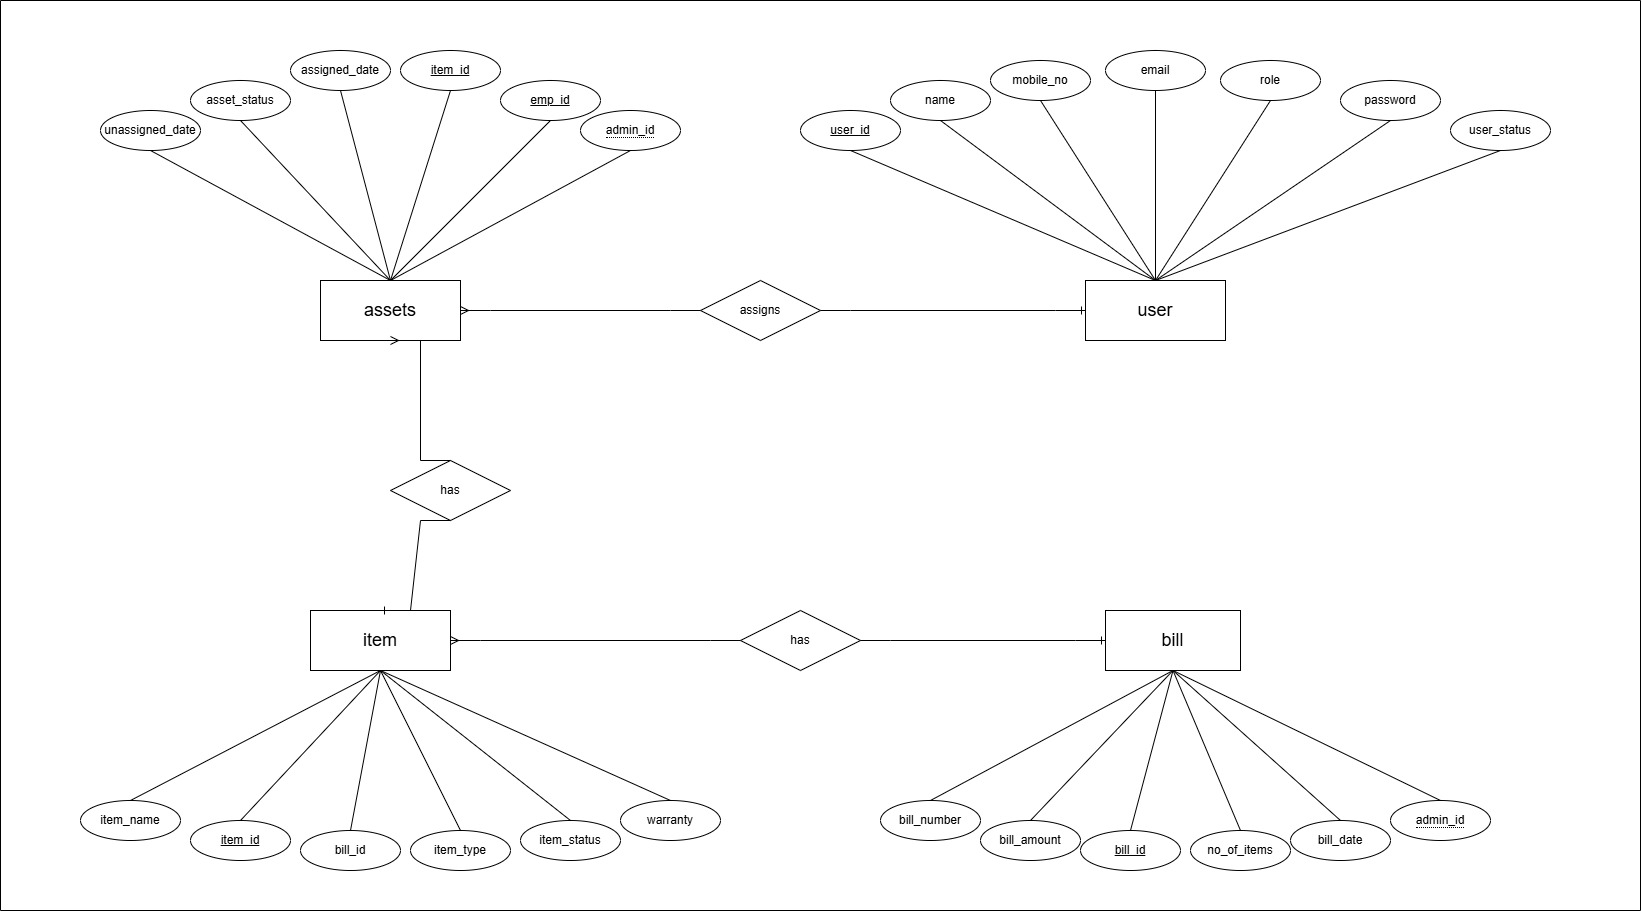 assigned_date
item_id
asset_status
emp_id
unassigned_date
admin_id
email
mobile_no
role
name
password
user_id
user_status
assets
assigns
user
has
item
has
bill
item_name
item_id
bill_id
item_type
item_status
warranty
bill_number
bill_amount
bill_id
no_of_items
bill_date
admin_id